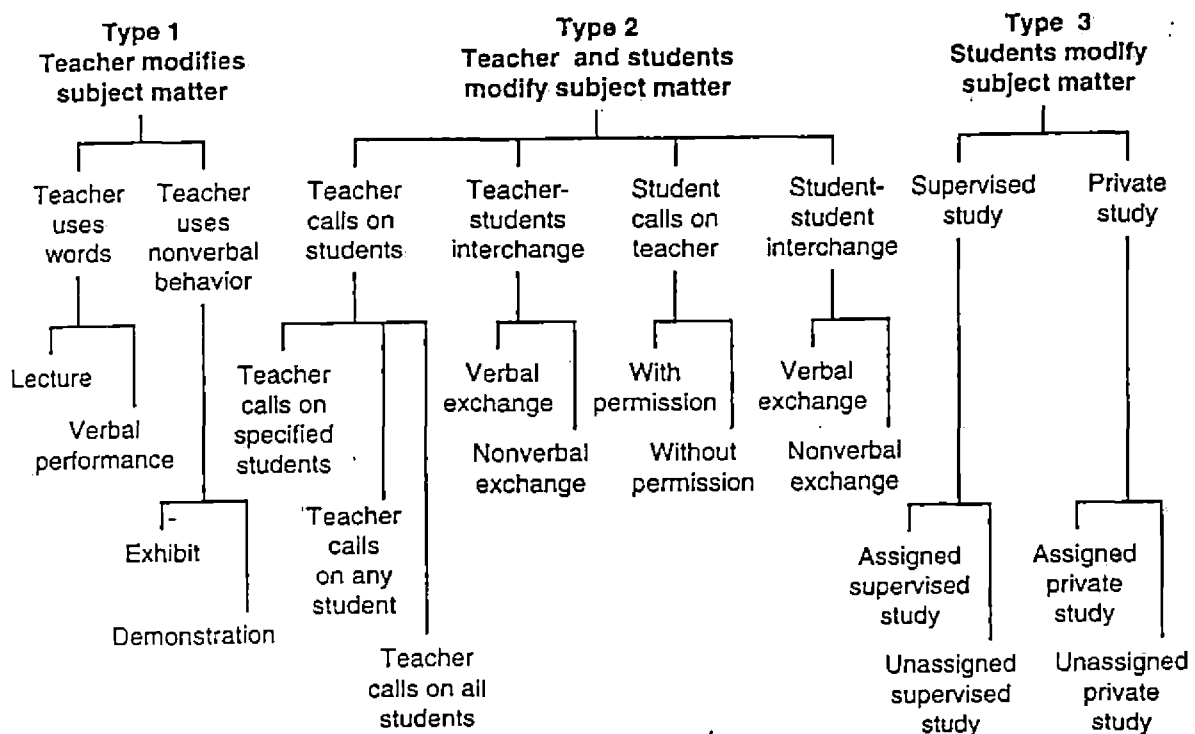 Type 1
Teacher modifies
subject matter
Type 2
Teacher and students
modify subject matter
Type 3
Students modify
subject matter
Teacher
uses
words
Teacher
uses
nonverbal
behavior
Teacher
calls on
students
Teacher-
students
interchange
Student
calls on
teacher
Student-
student
interchange
Supervised
study
Private
study
Lecture
Verbal
performance
Exhibit
Demonstration
Teacher
calls on
specified
students
Teacher
calls
on any
student
Teacher
calls on all
students
Verbal
exchange
Nonverbal
exchange
With
permission
Without
permission
Verbal
exchange
Nonverbal
exchange
Assigned
supervised
study
Unassigned
supervised
study
Assigned
private
study
Unassigned
private
study